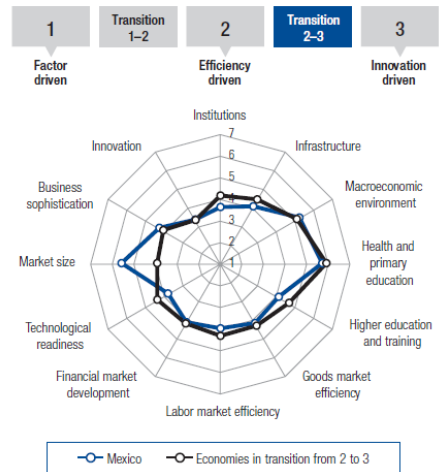 1
Transition
1–2
2
Transition
2–3
3
Factor
driven
Efficiency
driven
Innovation
driven
Institutions
Innovation
Infrastructure
Business
sophistication
Macroeconomic
environment
Market size
Health and
primary
education
Technological
readiness
Higher education
and training
Financial market
development
Goods market
efficiency
Labor market efficiency
7
6
5
4
3
2
1
Mexico
Economies in transition from 2 to 3